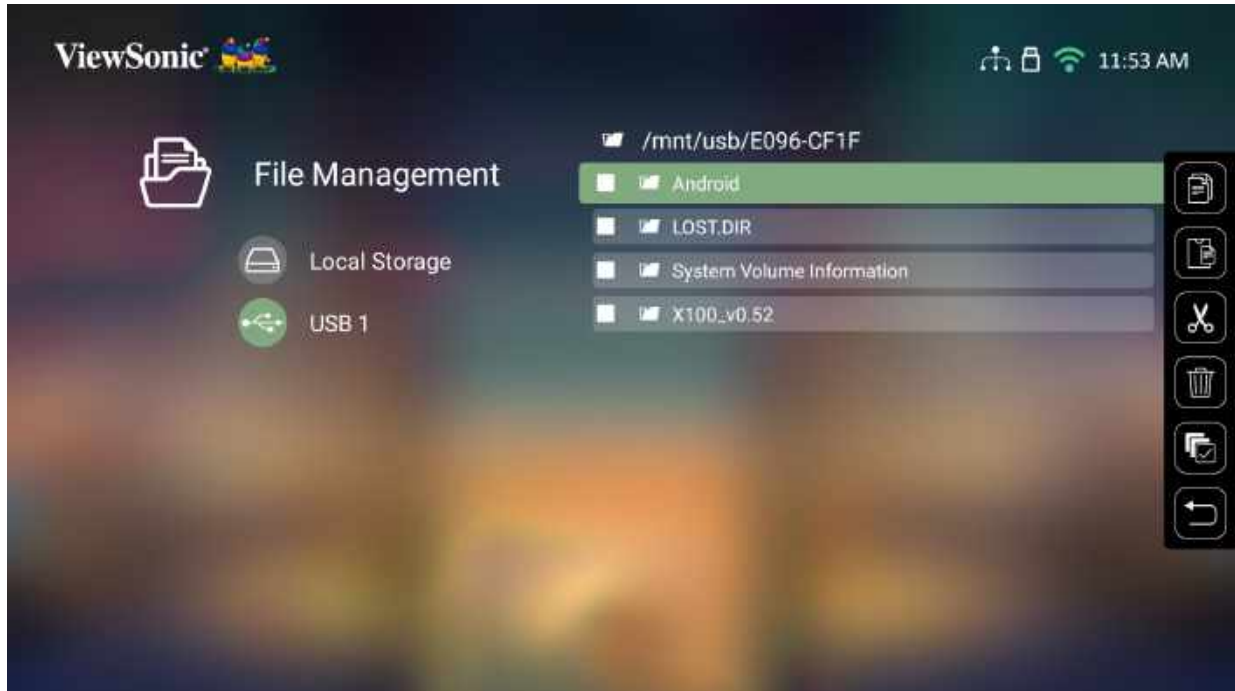 ViewSonic
11:53 AM
File Management
Local Storage
USB 1
/mnt/usb/E096-CF1F
Android
LOST.DIR
System Volume Information
X100_v0.52